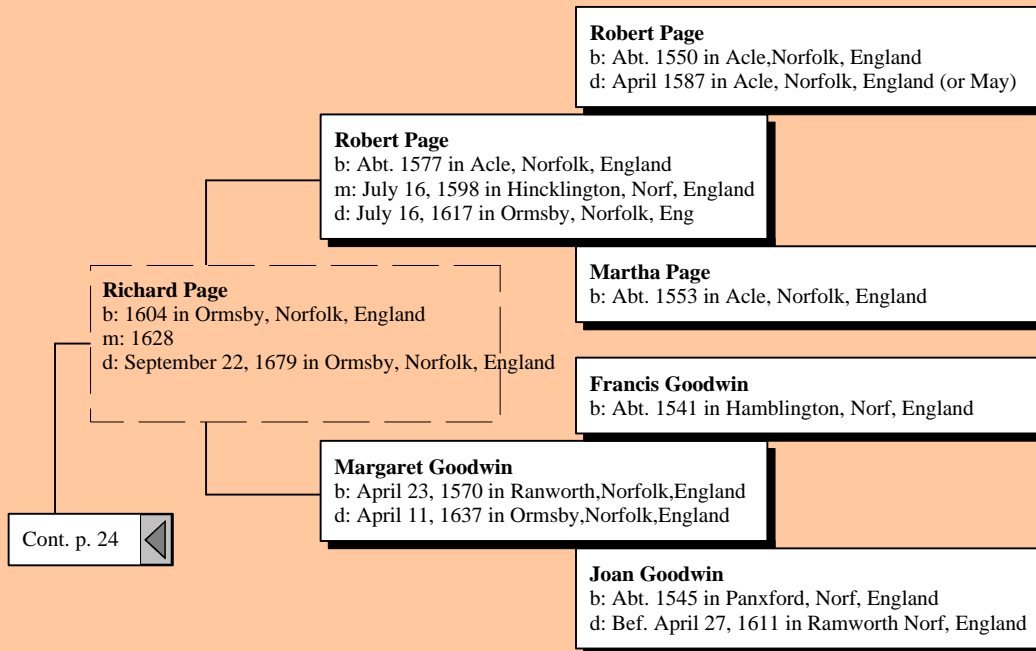 Robert Page
b: Abt. 1550 in Acle,Norfolk, England
d: April 1587 in Acle, Norfolk, England (or May)
Robert Page
b: Abt. 1577 in Acle, Norfolk, England
m: July 16, 1598 in Hincklington, Norf, England
d: July 16, 1617 in Ormsby, Norfolk, Eng
Martha Page
b: Abt. 1553 in Acle, Norfolk, England
Richard Page
b: 1604 in Ormsby, Norfolk, England
m: 1628
d: September 22, 1679 in Ormsby, Norfolk, England
Francis Goodwin
b: Abt. 1541 in Hamblington, Norf, England
Margaret Goodwin
b: April 23, 1570 in Ranworth,Norfolk,England
d: April 11, 1637 in Ormsby,Norfolk,England
Cont. p. 24
Joan Goodwin
b: Abt. 1545 in Panxford, Norf, England
d: Bef. April 27, 1611 in Ramworth Norf, England